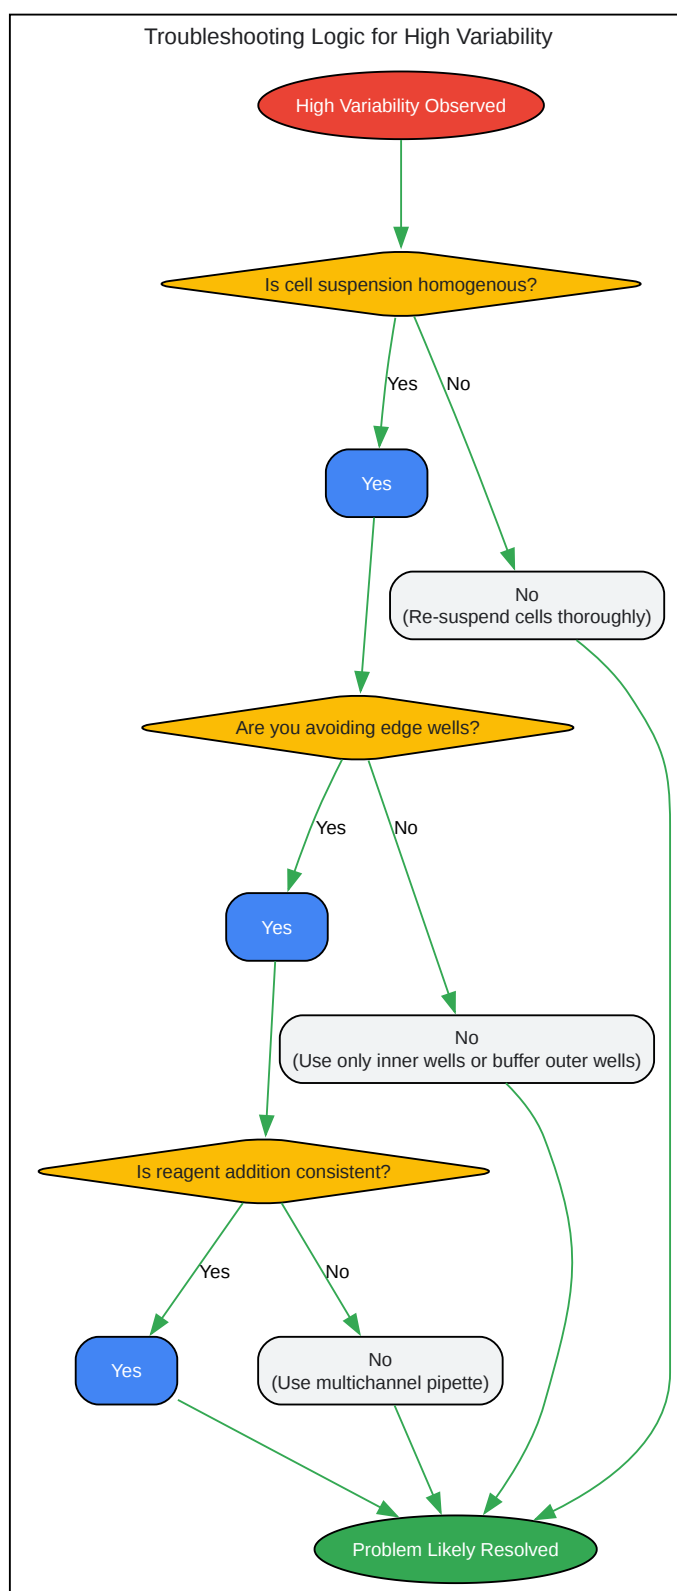 Troubleshooting Logic for High Variability
High Variability Observed
Is cell suspension homogenous?
Yes
No
Yes
No
(Re-suspend cells thoroughly)
Are you avoiding edge wells?
Yes
No
Yes
No
(Use only inner wells or buffer outer wells)
Is reagent addition consistent?
Yes
No
Yes
No
(Use multichannel pipette)
Problem Likely Resolved